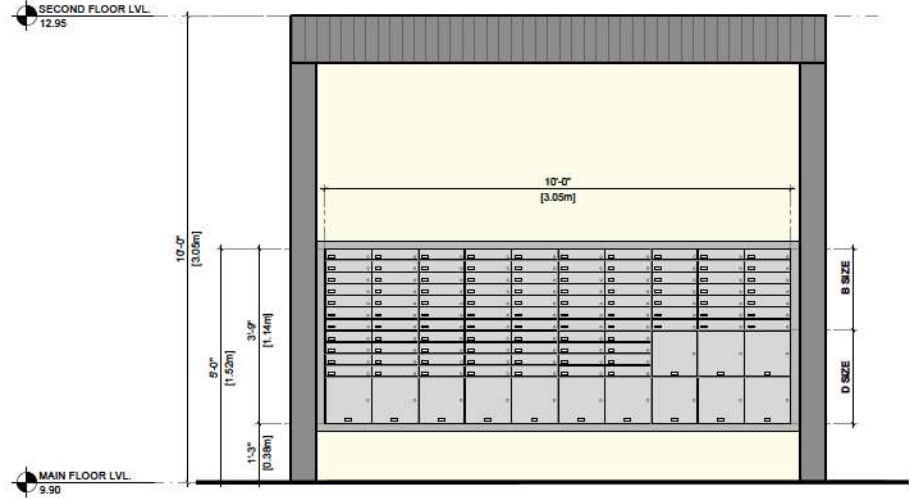 SECOND FLOOR LVL.
12.95
10'-0"
[3.05m]
10'-0"
[3.05m]
5'-0"
[1.52m]
3'-9"
[1.14m]
1'-3"
[0.38m]
B SIZE
D SIZE
MAIN FLOOR LVL.
9.90